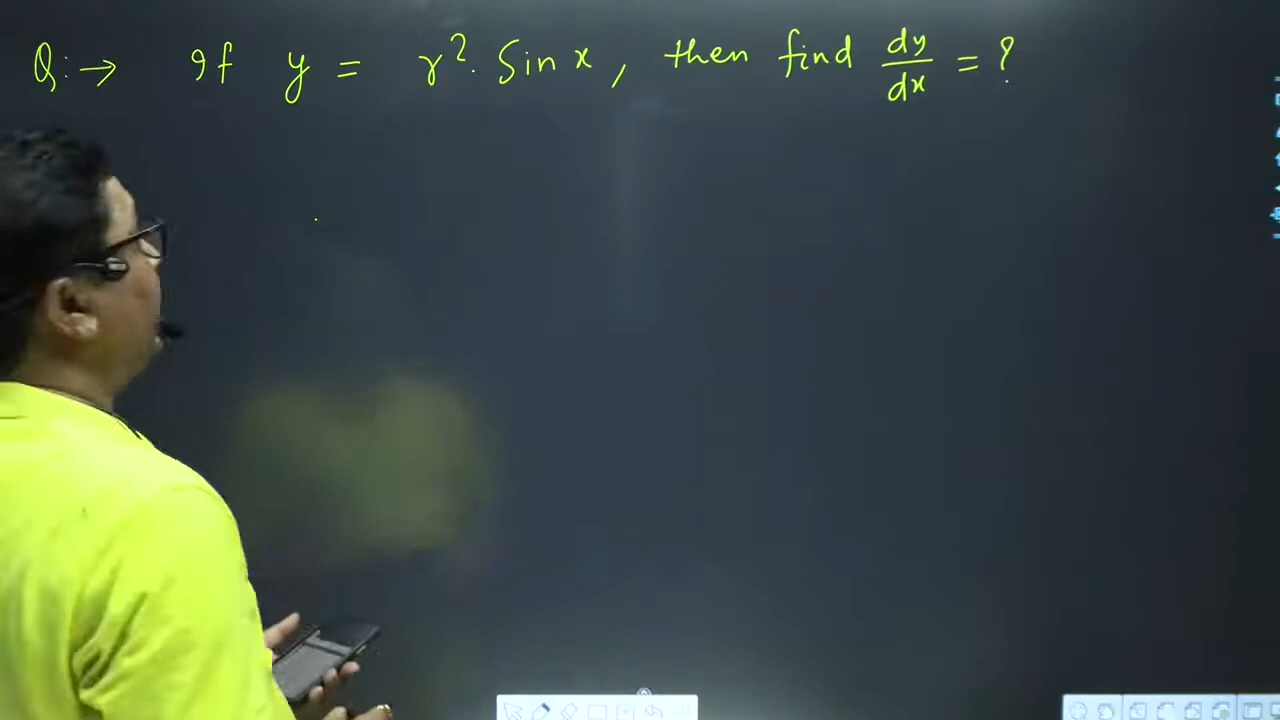 Q:→ If y = r². Sin x, then find dy/dx = ?